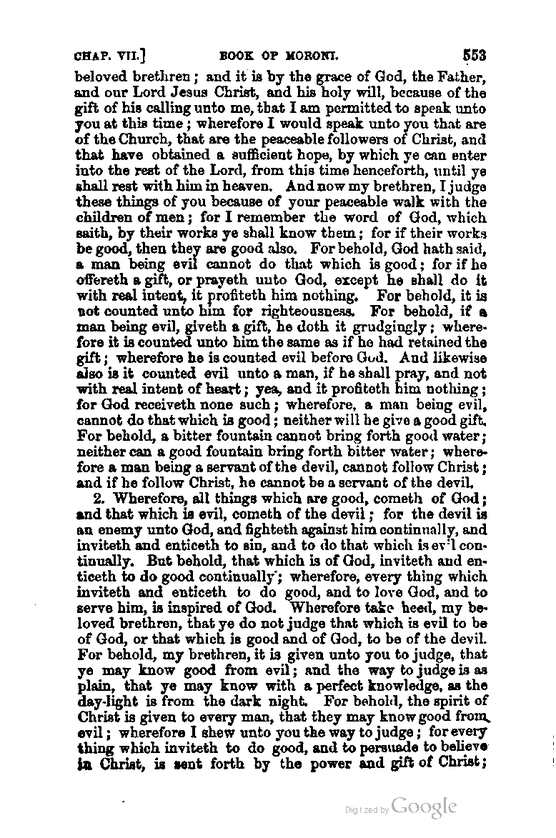 CHAP. VII.] BOOK OF MORONI. 553
beloved brethren; and it is by the grace of God, the Father,
and our Lord Jesus Christ, and his holy will, because of the
gift of his calling unto me, that I am permitted to speak unto
you at this time; wherefore I would speak unto you that are
of the Church, that are the peaceable followers of Christ, and
that have obtained a sufficient hope, by which ye can enter
into the rest of the Lord, from this time henceforth, until ye
shall rest with him in heaven. And now my brethren, I judge
these things of you because of your peaceable walk with the
children of men; for I remember the word of God, which
saith, by their works ye shall know them; for if their works
be good, then they are good also. For behold, God hath said,
a man being evil cannot do that which is good; for if he
offereth a gift, or prayeth unto God, except he shall do it
with real intent, it profiteth him nothing. For behold, it is
not counted unto him for righteousness. For behold, if a
man being evil, giveth a gift, he doth it grudgingly; where-
fore it is counted unto him the same as if he had retained the
gift; wherefore he is counted evil before God. And likewise
also is it counted evil unto a man, if he shall pray, and not
with real intent of heart; yea, and it profiteth him nothing;
for God receiveth none such; wherefore, a man being evil,
cannot do that which is good; neither will he give a good gift.
For behold, a bitter fountain cannot bring forth good water;
neither can a good fountain bring forth bitter water; where-
fore a man being a servant of the devil, cannot follow Christ;
and if he follow Christ, he cannot be a servant of the devil.
2. Wherefore, all things which are good, cometh of God;
and that which is evil, cometh of the devil; for the devil is
an enemy unto God, and fighteth against him continually, and
inviteth and enticeth to sin, and to do that which is evil con-
tinually. But behold, that which is of God, inviteth and en-
ticeth to do good continually; wherefore, every thing which
inviteth and enticeth to do good, and to love God, and to
serve him, is inspired of God. Wherefore take heed, my be-
loved brethren, that ye do not judge that which is evil to be
of God, or that which is good and of God, to be of the devil.
For behold, my brethren, it is given unto you to judge, that
ye may know good from evil; and the way to judge is as
plain, that ye may know with a perfect knowledge, as the
day-light is from the dark night. For behold, the spirit of
Christ is given to every man, that they may know good from
evil; wherefore I shew unto you the way to judge; for every
thing which inviteth to do good, and to persuade to believe
in Christ, is sent forth by the power and gift of Christ;
Digitized by Google